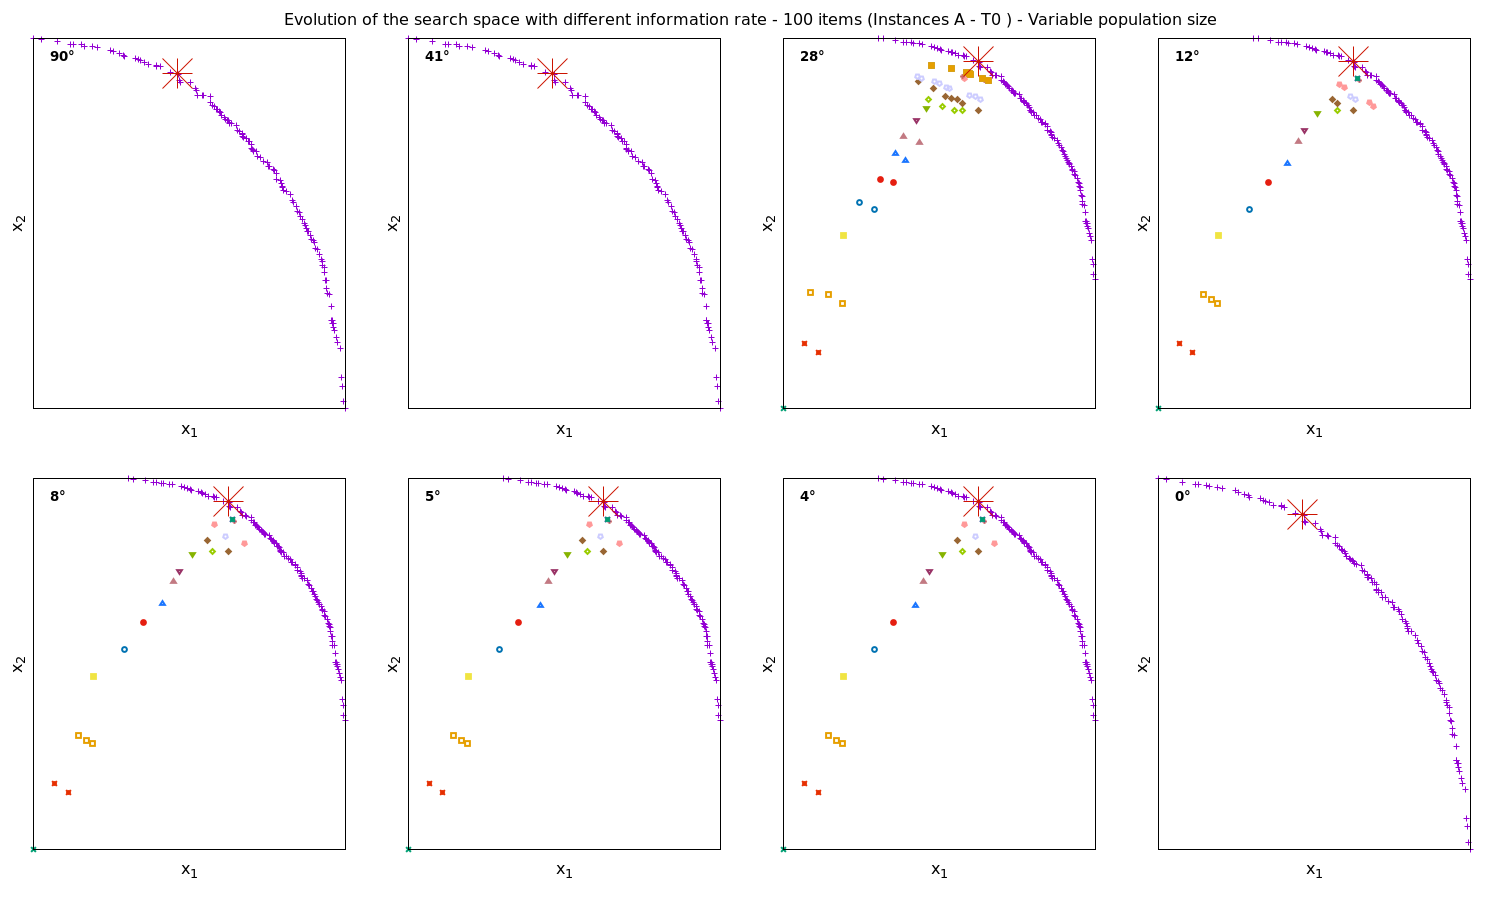 Evolution of the search space with different information rate - 100 items (Instances A - T0 ) - Variable population size
90°
41°
28°
12°
x₂
x₂
x₂
x₂
x₁
x₁
x₁
x₁
8°
5°
4°
0°
x₂
x₂
x₂
x₂
x₁
x₁
x₁
x₁